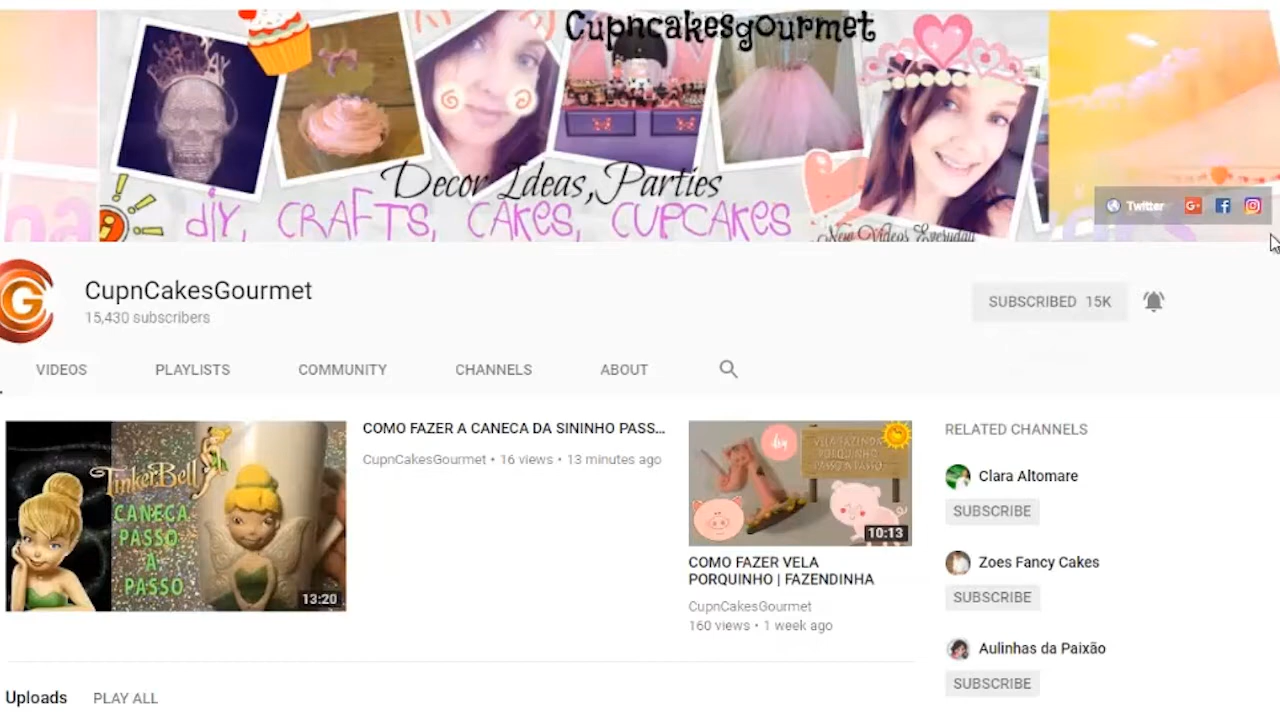 Cupncakesgourmet
Decor Ideas,Parties
diy, CRAFTS, CAKES, CUPCAKES
New Videos Everyday
Twitter
G+
G
CupnCakesGourmet
15,430 subscribers
SUBSCRIBED 15K
VIDEOS
PLAYLISTS
COMMUNITY
CHANNELS
ABOUT
TinkerBell
CANECA
PASSO
A
PASSO
13:20
COMO FAZER A CANECA DA SININHO PASS...
CupnCakesGourmet • 16 views • 13 minutes ago
diy
VELA FAZENDA
PORQUINHO
PASSO A PASSO
10:13
COMO FAZER VELA
PORQUINHO | FAZENDINHA
CupnCakesGourmet
160 views • 1 week ago
RELATED CHANNELS
Clara Altomare
SUBSCRIBE
Zoes Fancy Cakes
SUBSCRIBE
Aulinhas da Paixão
SUBSCRIBE
Uploads
PLAY ALL